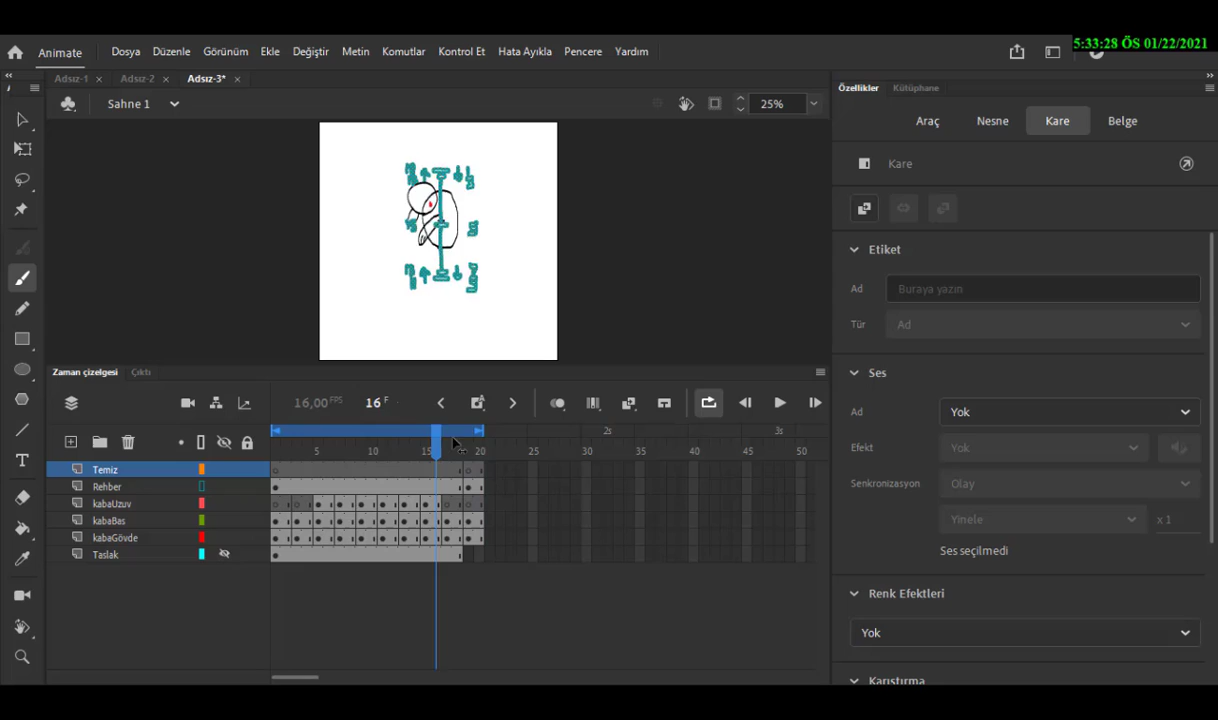 5:33:28 ÖS 01/22/2021
Animate Dosya Düzenle Görünüm Ekle Değiştir Metin Komutlar Kontrol Et Hata Ayıkla Pencere Yardım
Adsız-1 × Adsız-2 × Adsız-3* ×
Sahne 1 25%
Özellikler Kütüphane
Araç Nesne Kare Belge
Kare
Etiket
Ad Buraya yazın
Tür Ad
Ses
Ad Yok
Efekt Yok
Senkronizasyon Olay
Yinele x 1
Ses seçilmedi
Renk Efektleri
Yok
Karıştırma
Zaman çizelgesi Çıktı
16,00 FPS 16 F
2s 3s
5 10 15 20 25 30 35 40 45 50
Temiz
Rehber
kabaUzuv
kabaBas
kabaGövde
Taslak